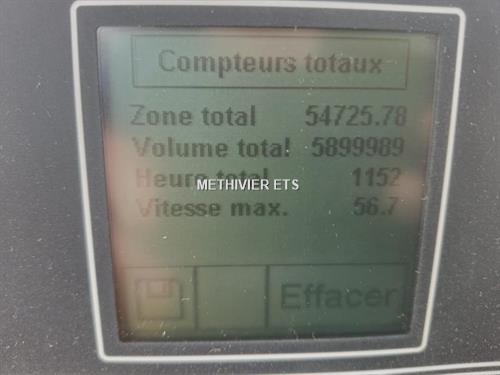 Compteurs totaux
Zone total 54725.78
Volume total 5899989
Heure total 1152
METHIVIER ETS
Vitesse max. 56.7
Effacer